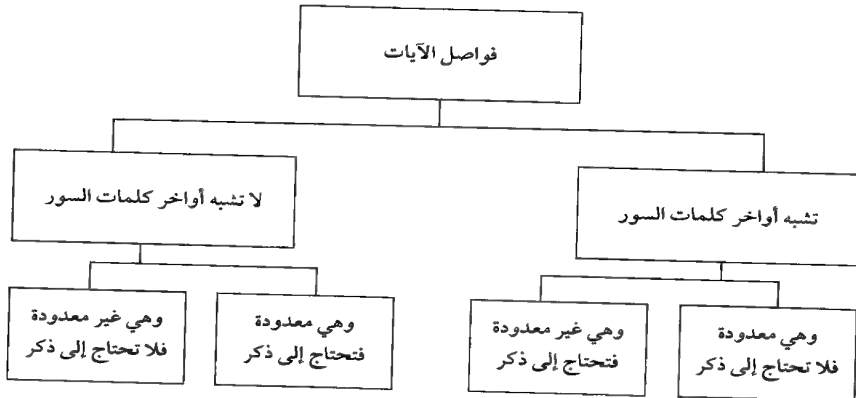 فواصل الآيات
تشبه أواخر كلمات السور
لا تشبه أواخر كلمات السور
وهي معدودة
فلا تحتاج إلى ذكر
وهي غير معدودة
فتحتاج إلى ذكر
وهي معدودة
فتحتاج إلى ذكر
وهي غير معدودة
فلا تحتاج إلى ذكر